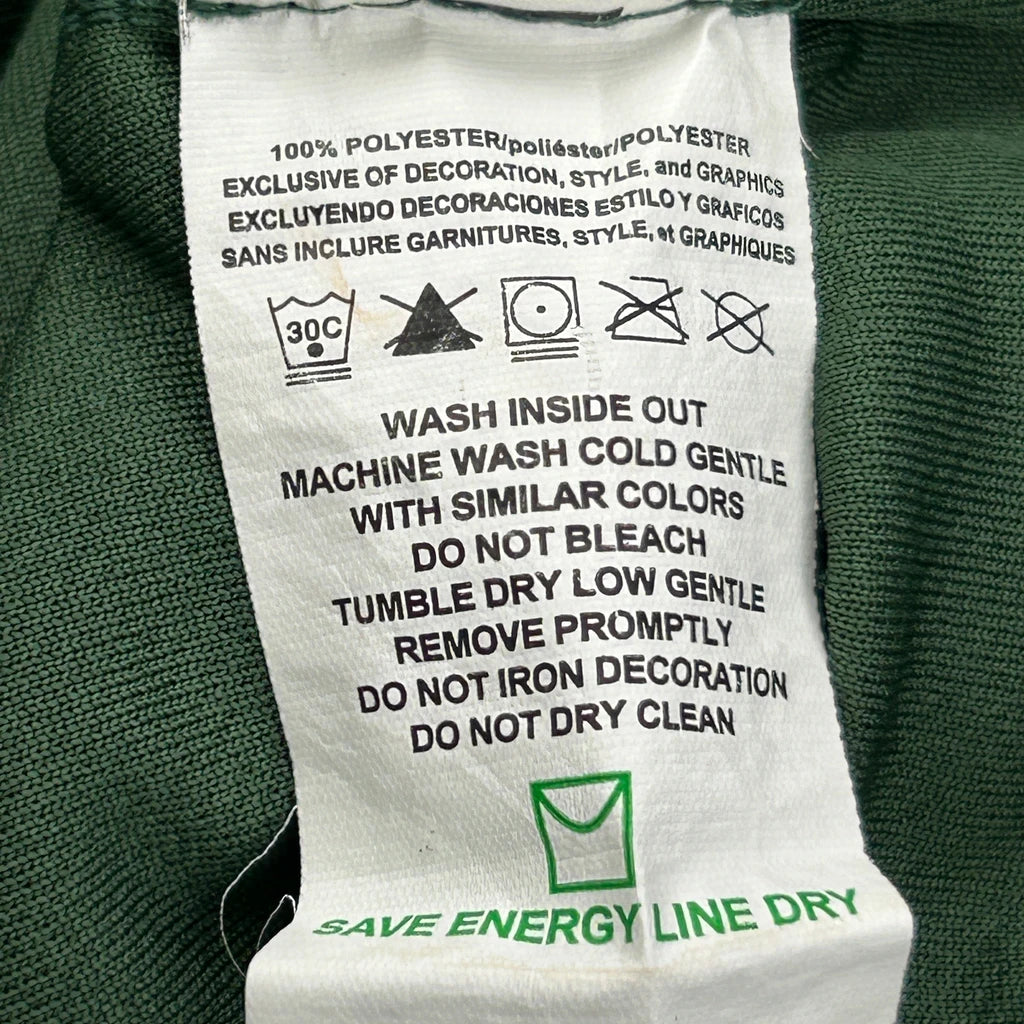 100% POLYESTER/poliéster/POLYESTER
EXCLUSIVE OF DECORATION, STYLE, and GRAPHICS
EXCLUYENDO DECORACIONES ESTILO Y GRAFICOS
SANS INCLURE GARNITURES, STYLE, et GRAPHIQUES
30C
WASH INSIDE OUT
MACHINE WASH COLD GENTLE
WITH SIMILAR COLORS
DO NOT BLEACH
TUMBLE DRY LOW GENTLE
REMOVE PROMPTLY
DO NOT IRON DECORATION
DO NOT DRY CLEAN
SAVE ENERGY LINE DRY